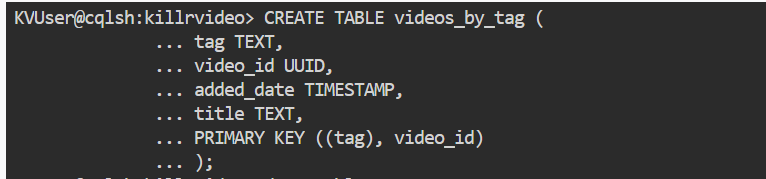 KVUser@cqlsh:killrvideo> CREATE TABLE videos_by_tag (
... tag TEXT,
... video_id UUID,
... added_date TIMESTAMP,
... title TEXT,
... PRIMARY KEY ((tag), video_id)
... );